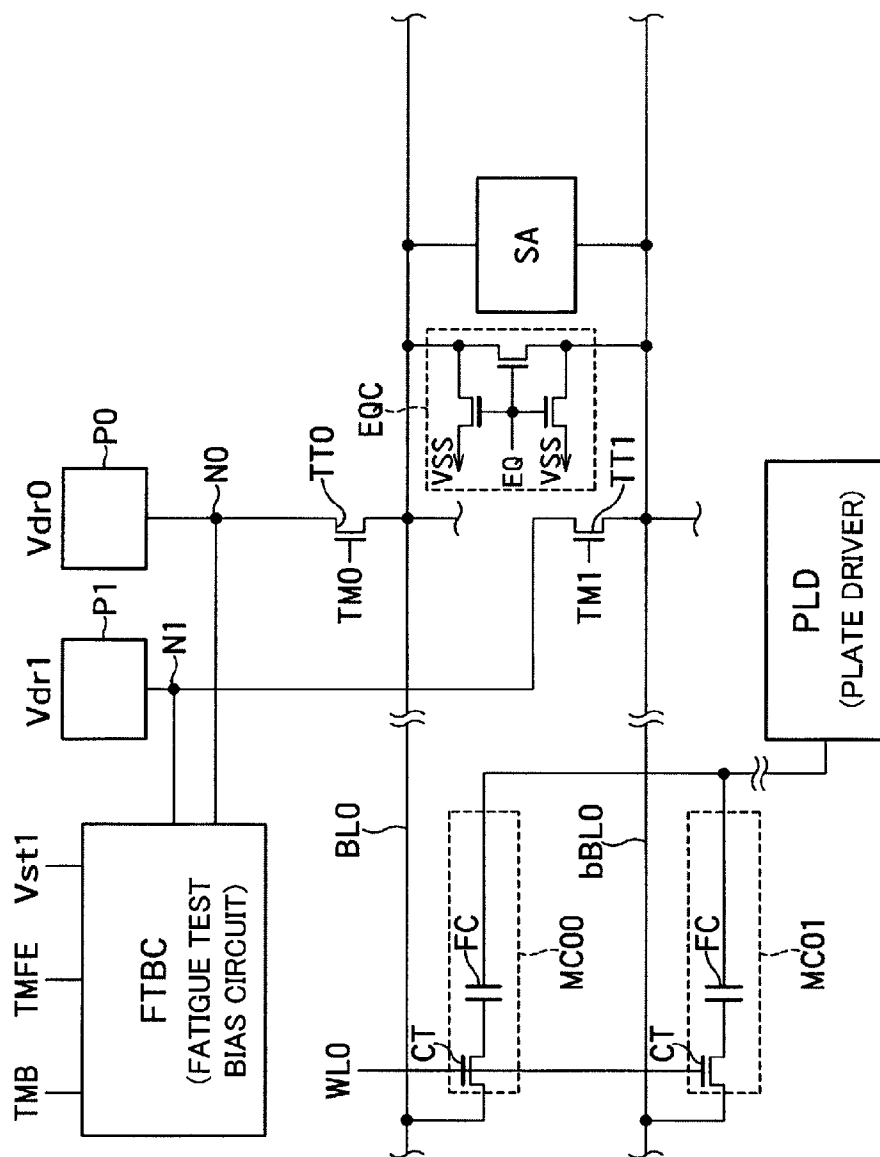 TMB
TMFE
Vst1
FTBC
(FATIGUE TEST
BIAS CIRCUIT)
Vdr1
P1
N1
Vdr0
P0
N0
TM0
TT0
EQC
VSS
EQ
VSS
SA
TM1
TT1
BL0
WL0
CT
FC
MC00
bBL0
CT
FC
MC01
PLD
(PLATE DRIVER)